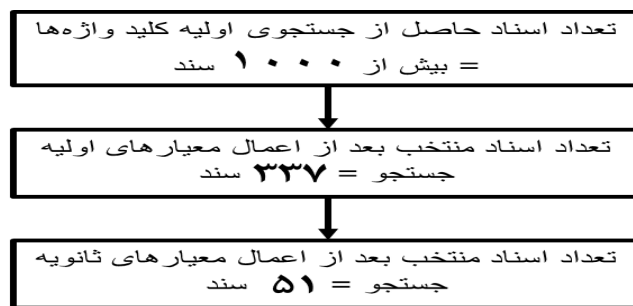 تعداد اسناد حاصل از جستجوی اولیه کلید واژه‌ها
= بیش از ۱۰۰۰ سند
تعداد اسناد منتخب بعد از اعمال معیارهای اولیه
جستجو = ۳۳۷ سند
تعداد اسناد منتخب بعد از اعمال معیارهای ثانویه
جستجو = ۵۱ سند